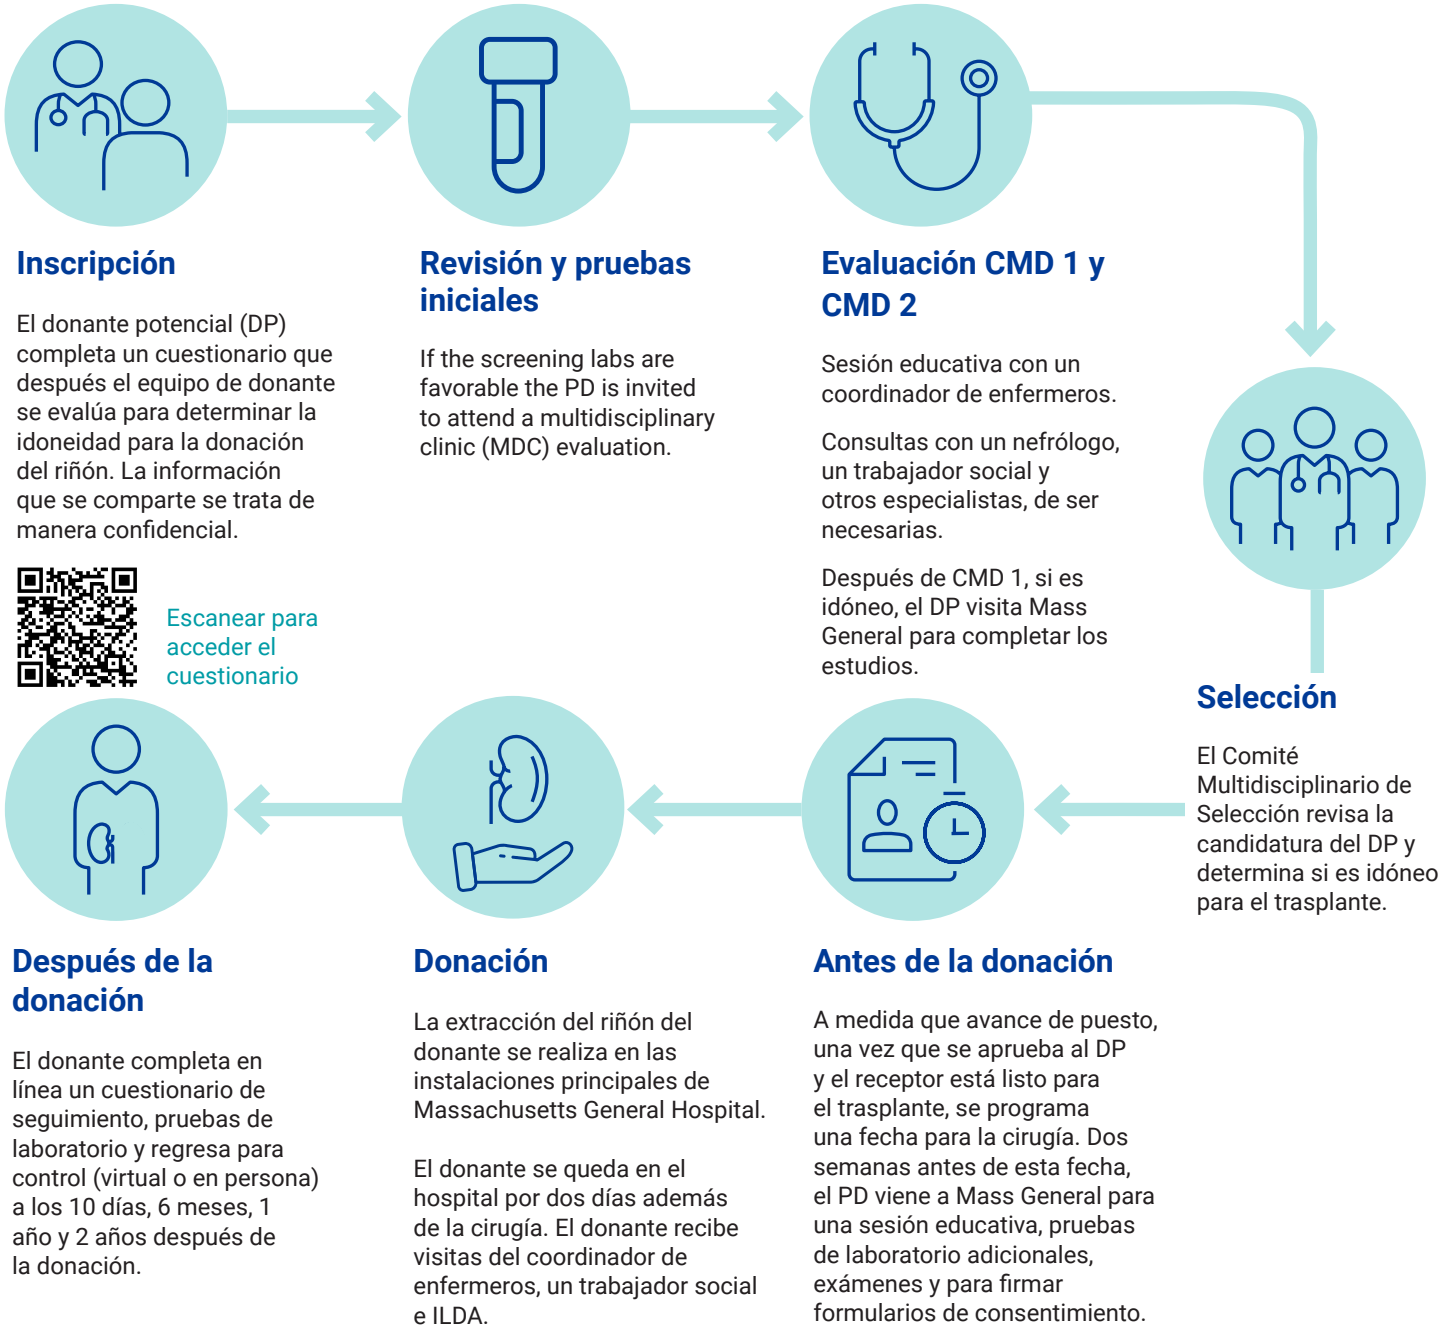 Inscripción
El donante potencial (DP)
completa un cuestionario que
después el equipo de donante
se evalúa para determinar la
idoneidad para la donación
del riñón. La información
que se comparte se trata de
manera confidencial.
Escanear para
acceder el
cuestionario
Revisión y pruebas
iniciales
If the screening labs are
favorable the PD is invited
to attend a multidisciplinary
clinic (MDC) evaluation.
Evaluación CMD 1 y
CMD 2
Sesión educativa con un
coordinador de enfermeros.
Consultas con un nefrólogo,
un trabajador social y
otros especialistas, de ser
necesarias.
Después de CMD 1, si es
idóneo, el DP visita Mass
General para completar los
estudios.
Selección
El Comité
Multidisciplinario de
Selección revisa la
candidatura del DP y
determina si es idóneo
para el trasplante.
Antes de la donación
A medida que avance de puesto,
una vez que se aprueba al DP
y el receptor está listo para
el trasplante, se programa
una fecha para la cirugía. Dos
semanas antes de esta fecha,
el PD viene a Mass General para
una sesión educativa, pruebas
de laboratorio adicionales,
exámenes y para firmar
formularios de consentimiento.
Donación
La extracción del riñón del
donante se realiza en las
instalaciones principales de
Massachusetts General Hospital.
El donante se queda en el
hospital por dos días además
de la cirugía. El donante recibe
visitas del coordinador de
enfermeros, un trabajador social
e ILDA.
Después de la
donación
El donante completa en
línea un cuestionario de
seguimiento, pruebas de
laboratorio y regresa para
control (virtual o en persona)
a los 10 días, 6 meses, 1
año y 2 años después de
la donación.